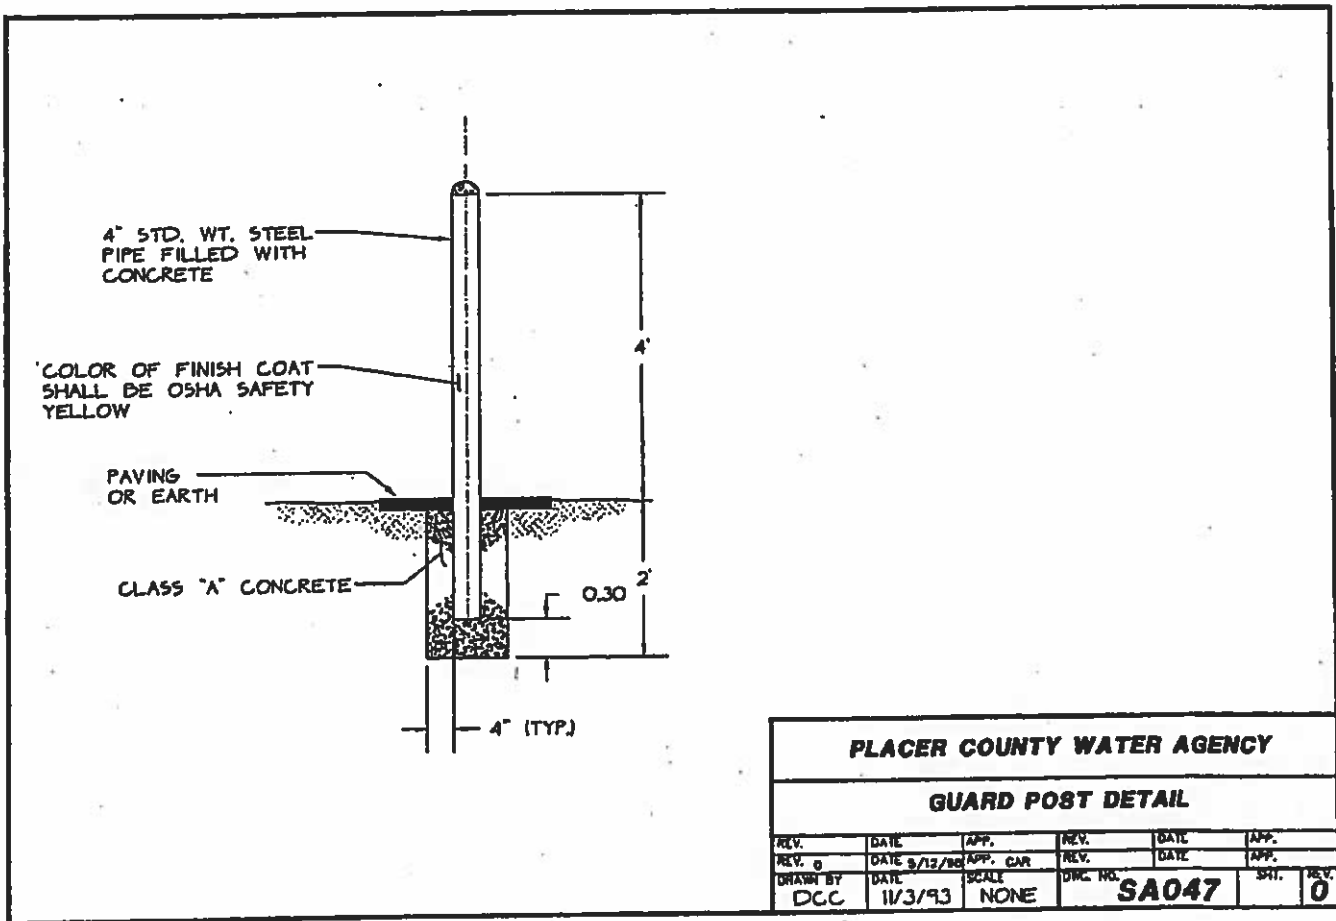 4" STD. WT. STEEL
PIPE FILLED WITH
CONCRETE
4'
COLOR OF FINISH COAT
SHALL BE OSHA SAFETY
YELLOW
PAVING
OR EARTH
CLASS "A" CONCRETE
0.30
2'
4" (TYP.)
PLACER COUNTY WATER AGENCY
GUARD POST DETAIL
REV. DATE APP. REV. DATE APP.
REV. 0 DATE APP. CAR REV. DATE APP.
DRAWN BY DATE SCALE DWG. NO. SHT. REV.
DCC 11/3/93 NONE SA047 0